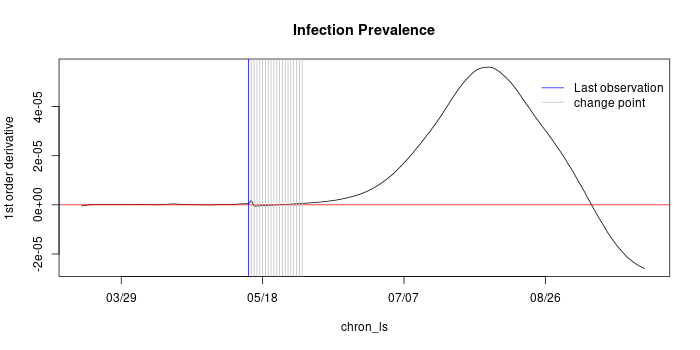 Infection Prevalence
1st order derivative
4e-05
2e-05
0e+00
-2e-05
Last observation
change point
03/29 05/18 07/07 08/26
chron_ls